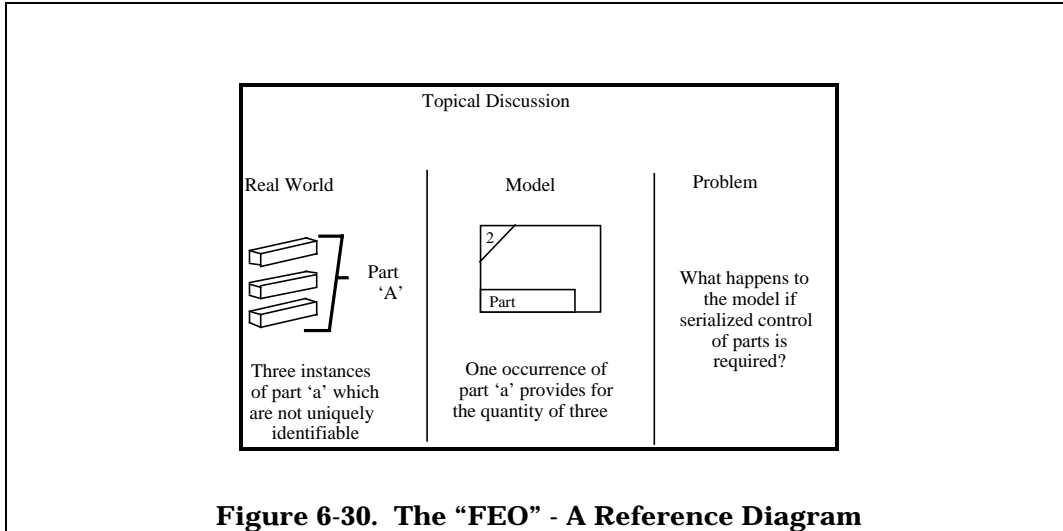 Topical Discussion
Real World
Part
‘A’
Three instances
of part ‘a’ which
are not uniquely
identifiable
Model
2
Part
One occurrence of
part ‘a’ provides for
the quantity of three
Problem
What happens to
the model if
serialized control
of parts is
required?
Figure 6-30. The “FEO” - A Reference Diagram